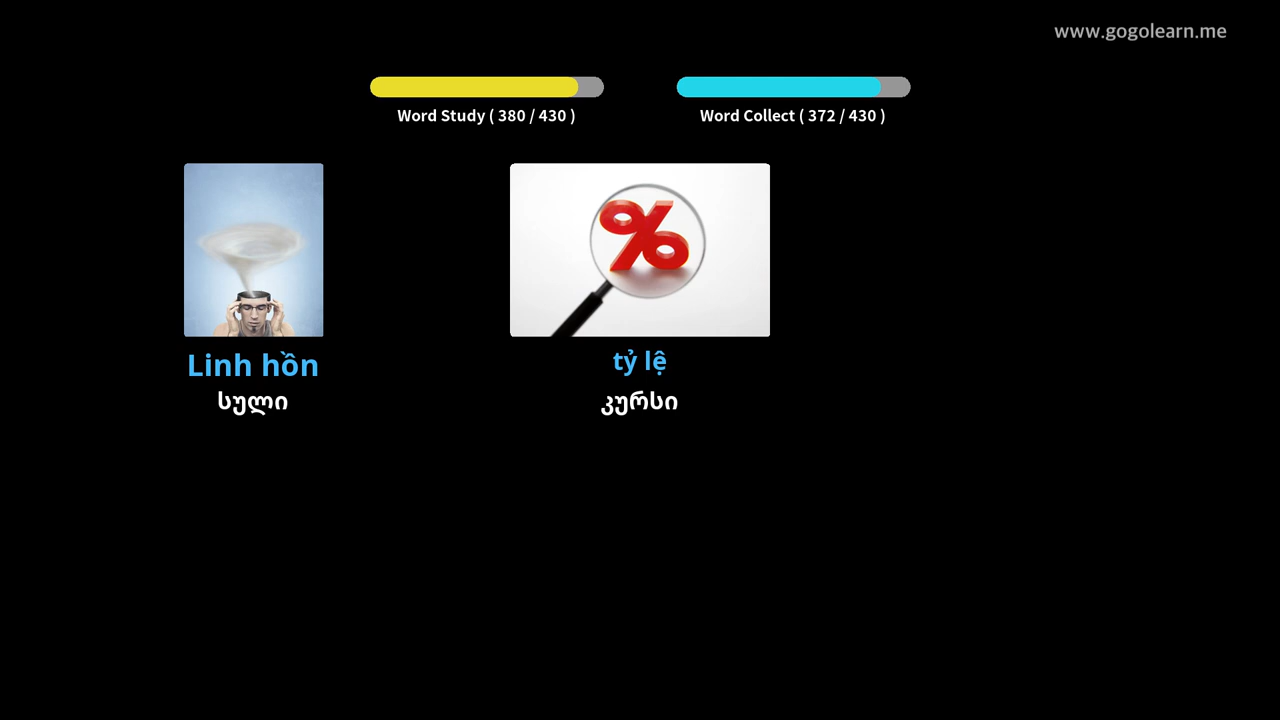 www.gogolearn.me
Word Study ( 380 / 430 )
Word Collect ( 372 / 430 )
%
Linh hồn
სული
tỷ lệ
კურსი